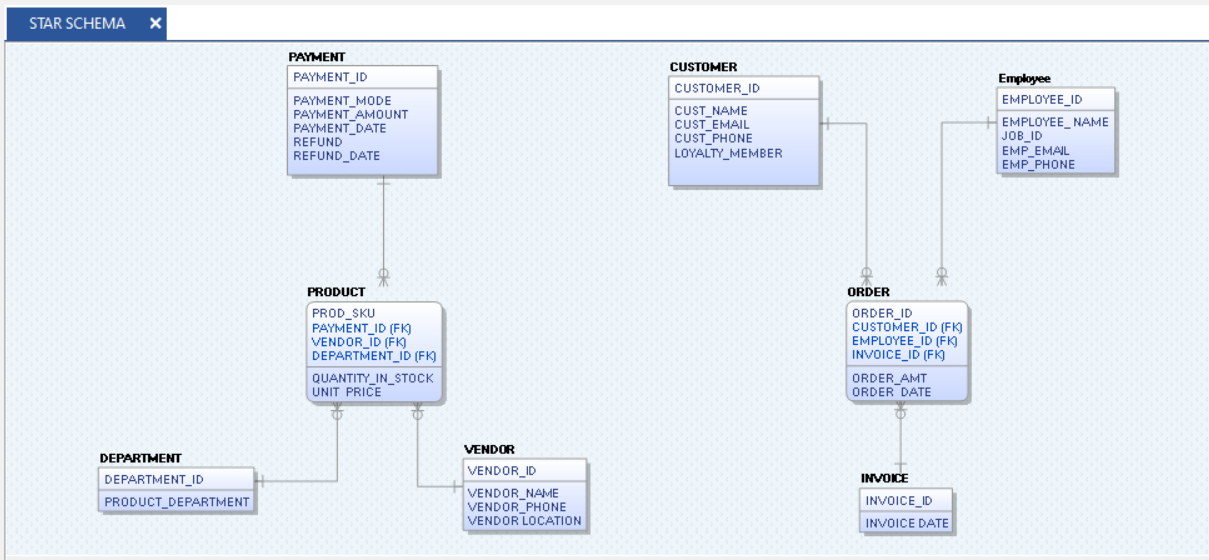 STAR SCHEMA ×
PAYMENT
PAYMENT_ID
PAYMENT_MODE
PAYMENT_AMOUNT
PAYMENT_DATE
REFUND
REFUND_DATE
CUSTOMER
CUSTOMER_ID
CUST_NAME
CUST_EMAIL
CUST_PHONE
LOYALTY_MEMBER
Employee
EMPLOYEE_ID
EMPLOYEE_NAME
JOB_ID
EMP_EMAIL
EMP_PHONE
PRODUCT
PROD_SKU
PAYMENT_ID (FK)
VENDOR_ID (FK)
DEPARTMENT_ID (FK)
QUANTITY_IN_STOCK
UNIT PRICE
ORDER
ORDER_ID
CUSTOMER_ID (FK)
EMPLOYEE_ID (FK)
INVOICE_ID (FK)
ORDER_AMT
ORDER DATE
DEPARTMENT
DEPARTMENT_ID
PRODUCT_DEPARTMENT
VENDOR
VENDOR_ID
VENDOR_NAME
VENDOR_PHONE
VENDOR LOCATION
INVOICE
INVOICE_ID
INVOICE DATE